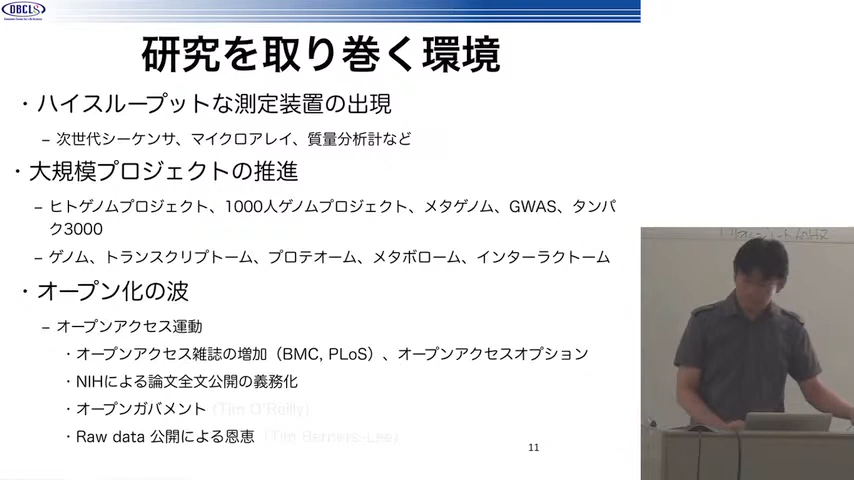 DBCLS
研究を取り巻く環境
・ハイスループットな測定装置の出現
– 次世代シーケンサ、マイクロアレイ、質量分析計など
・大規模プロジェクトの推進
– ヒトゲノムプロジェクト、1000人ゲノムプロジェクト、メタゲノム、GWAS、タンパ
ク3000
– ゲノム、トランスクリプトーム、プロテオーム、メタボローム、インターラクトーム
・オープン化の波
– オープンアクセス運動
・オープンアクセス雑誌の増加（BMC, PLoS）、オープンアクセスオプション
・NIHによる論文全文公開の義務化
・オープンガバメント (Tim O'Reilly)
・Raw data 公開による恩恵 (Tim Berners-Lee)
11